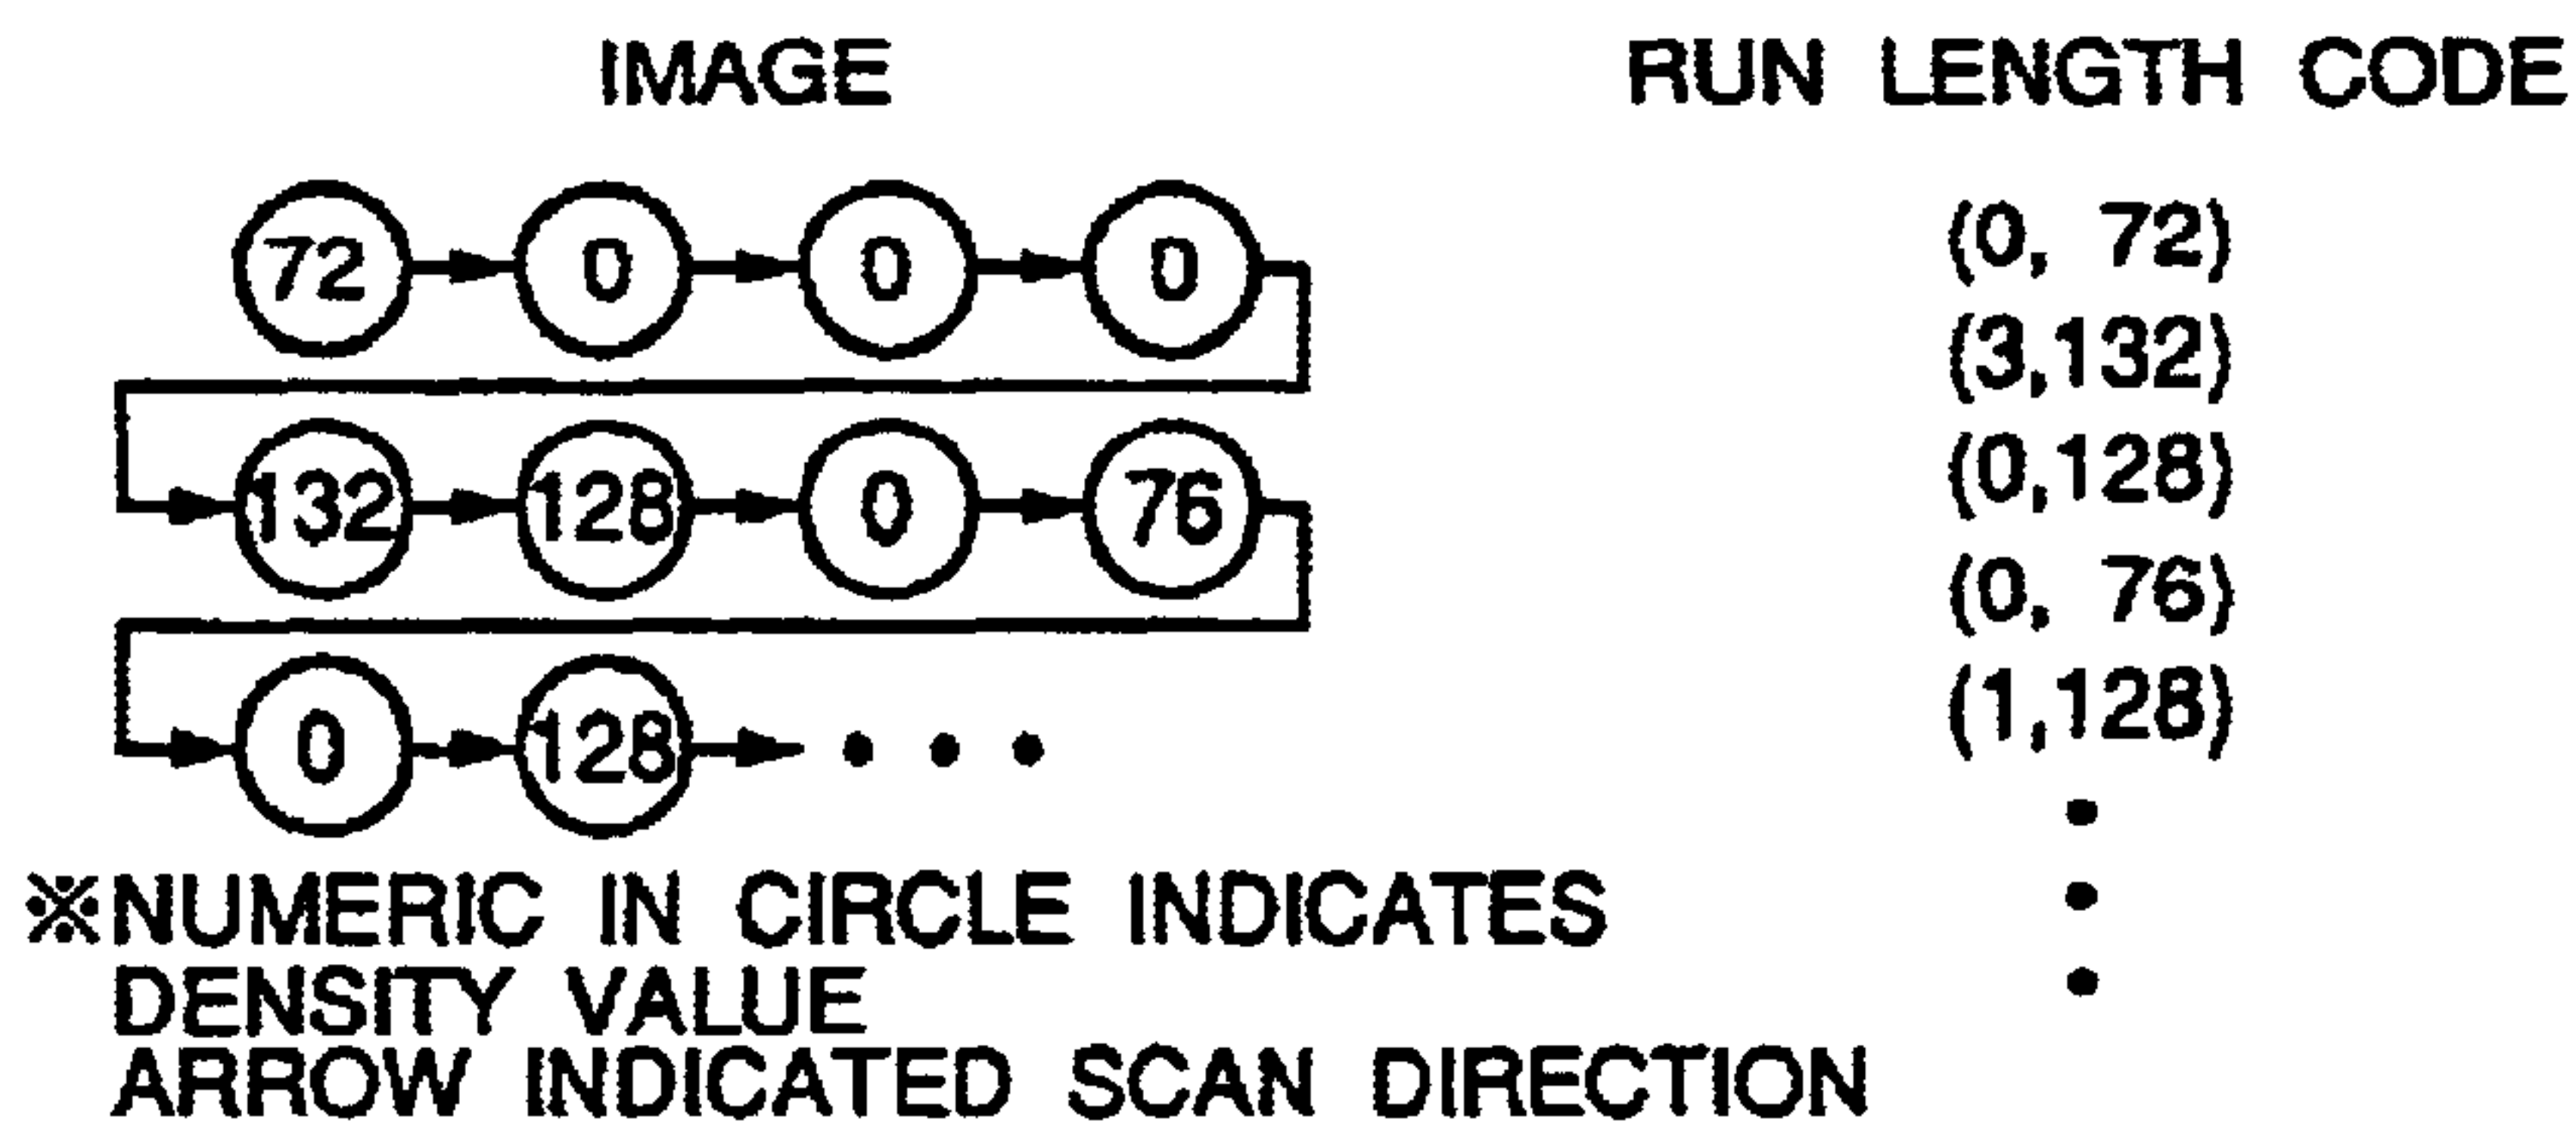 IMAGE RUN LENGTH CODE
72 0 0 0 (0, 72)
(3,132)
132 128 0 76 (0,128)
(0, 76)
0 128 • • • (1,128)
※NUMERIC IN CIRCLE INDICATES
DENSITY VALUE
ARROW INDICATED SCAN DIRECTION